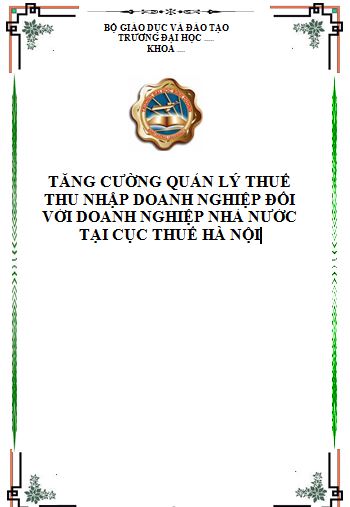 BỘ GIÁO DỤC VÀ ĐÀO TẠO
TRƯỜNG ĐẠI HỌC .....
KHOA ....
TĂNG CƯỜNG QUẢN LÝ THUẾ
THU NHẬP DOANH NGHIỆP ĐỐI
VỚI DOANH NGHIỆP NHÀ NƯỚC
TẠI CỤC THUẾ HÀ NỘI